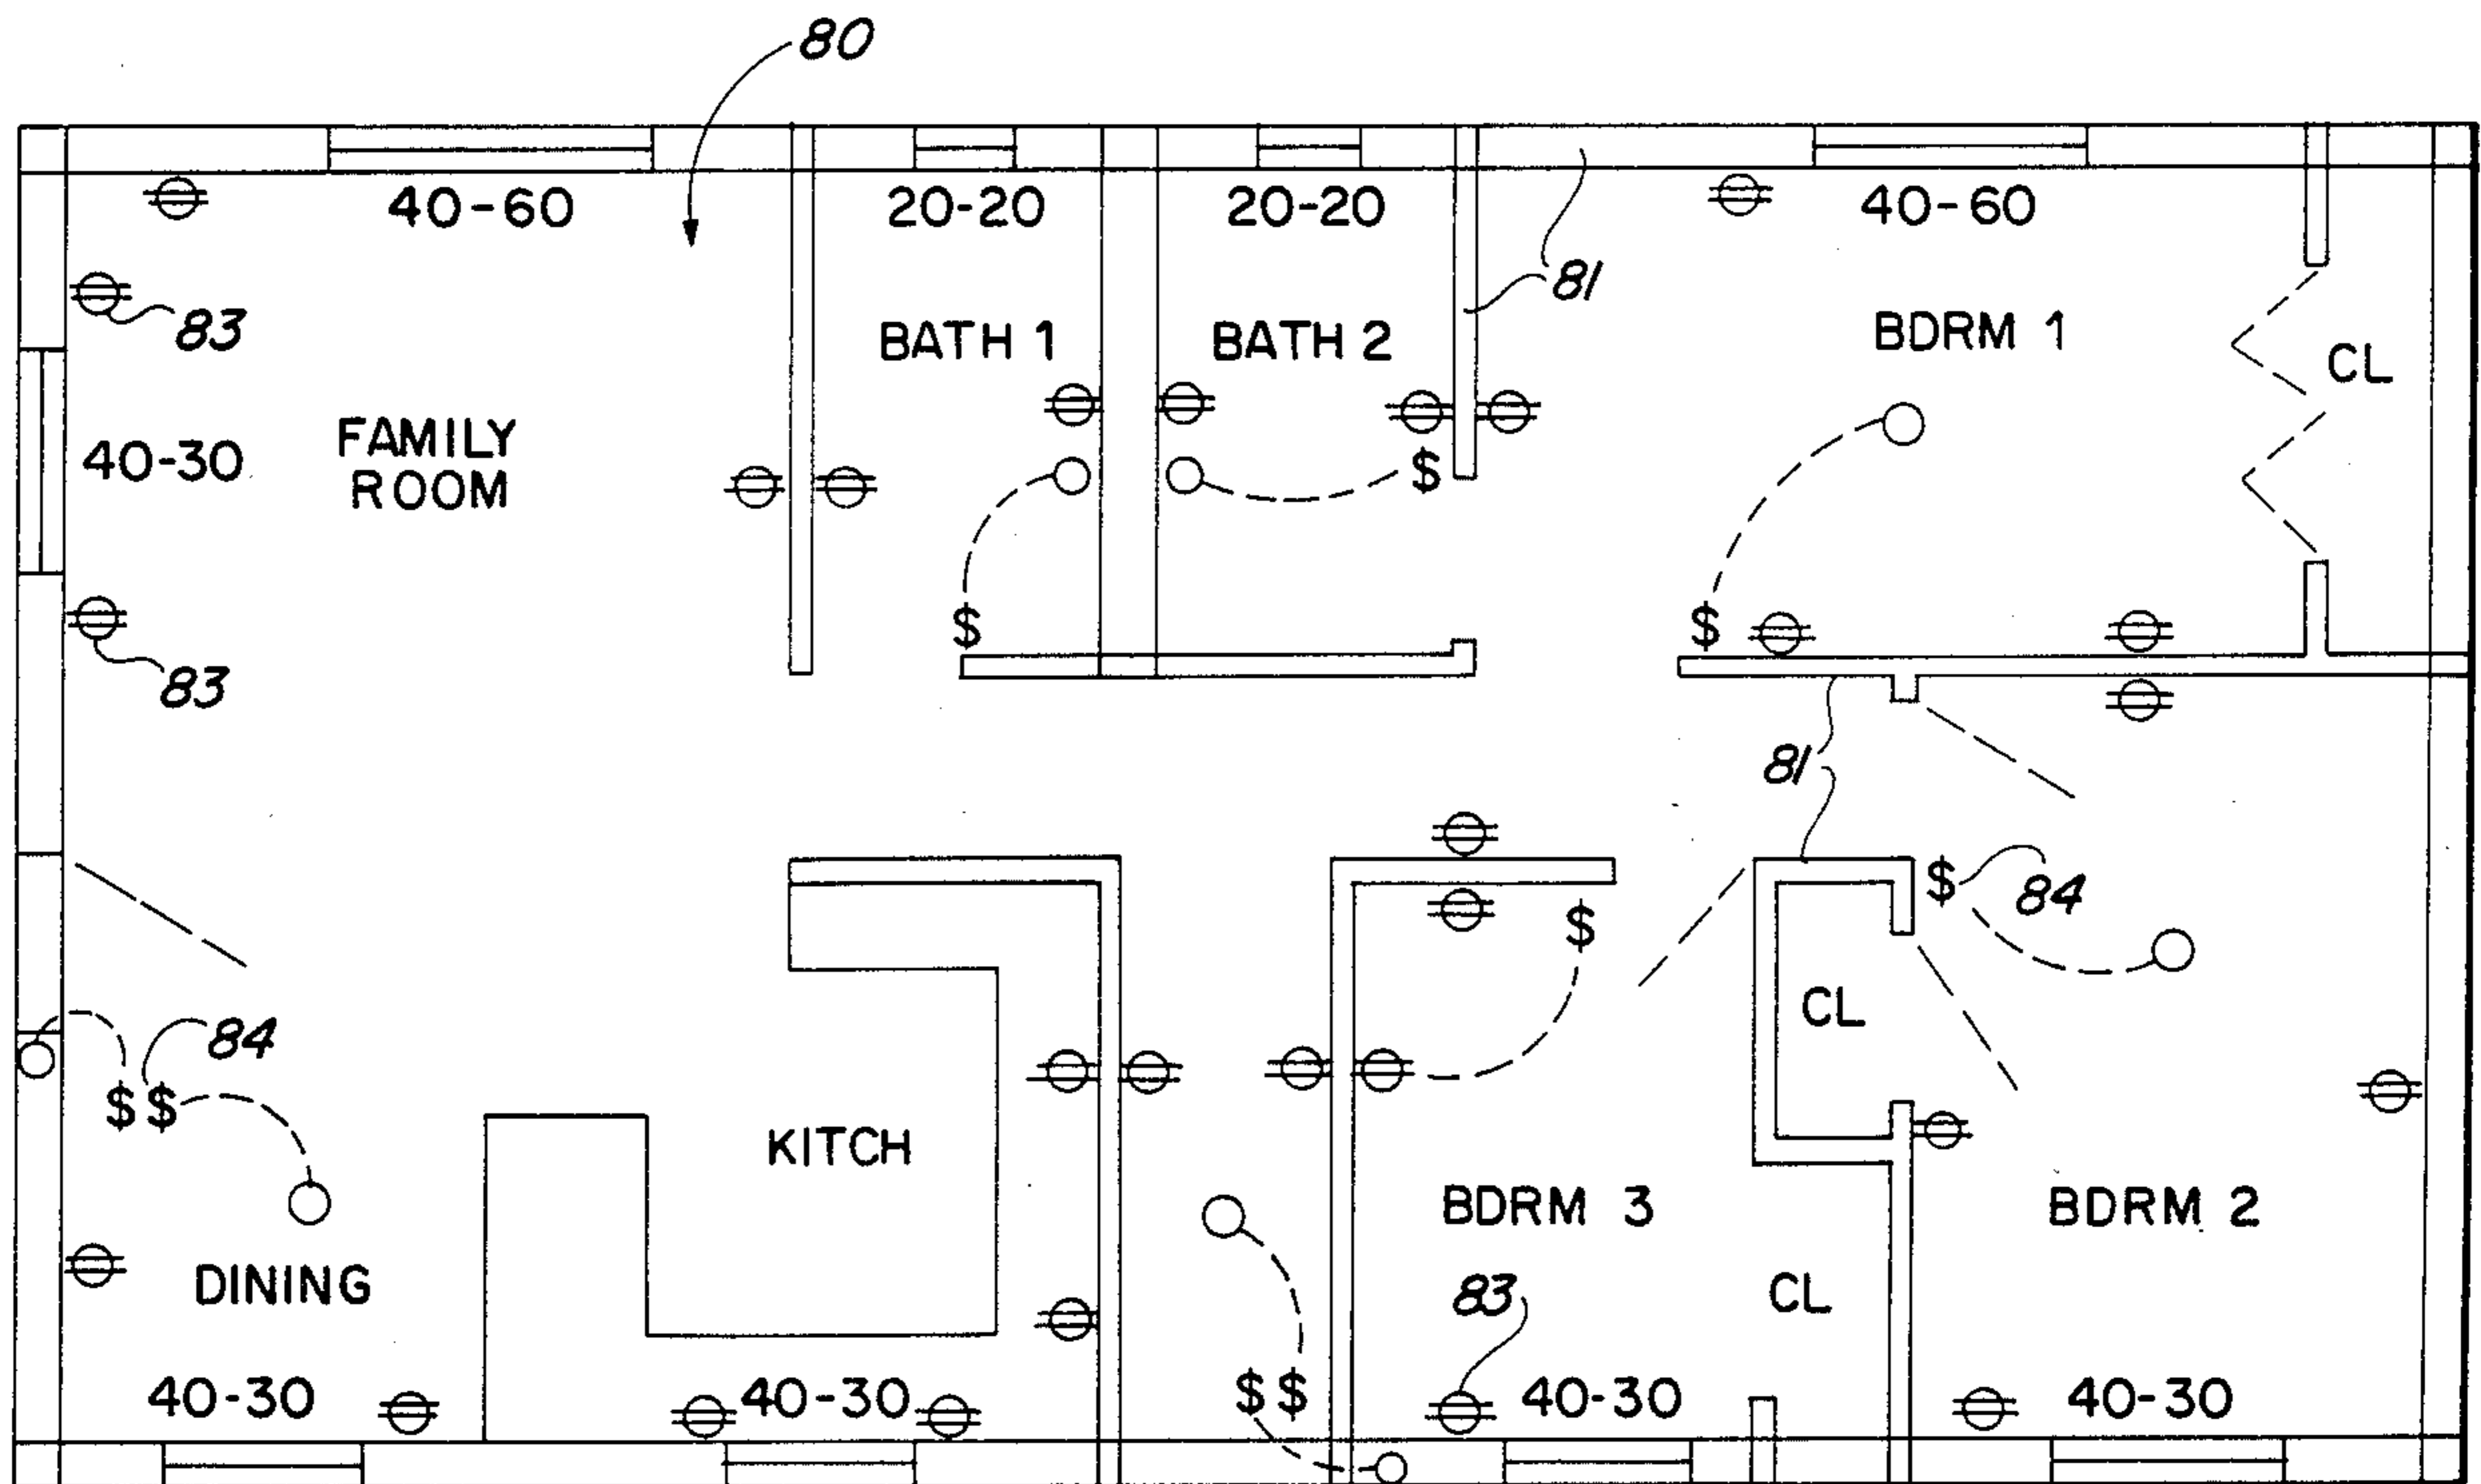 80
40-60
20-20
20-20
40-60
81
83
BATH 1
BATH 2
BDRM 1
CL
FAMILY
ROOM
40-30
$
$
$
83
81
$
84
$
CL
84
$$
KITCH
BDRM 3
BDRM 2
DINING
83
CL
40-30
40-30
$$
40-30
40-30